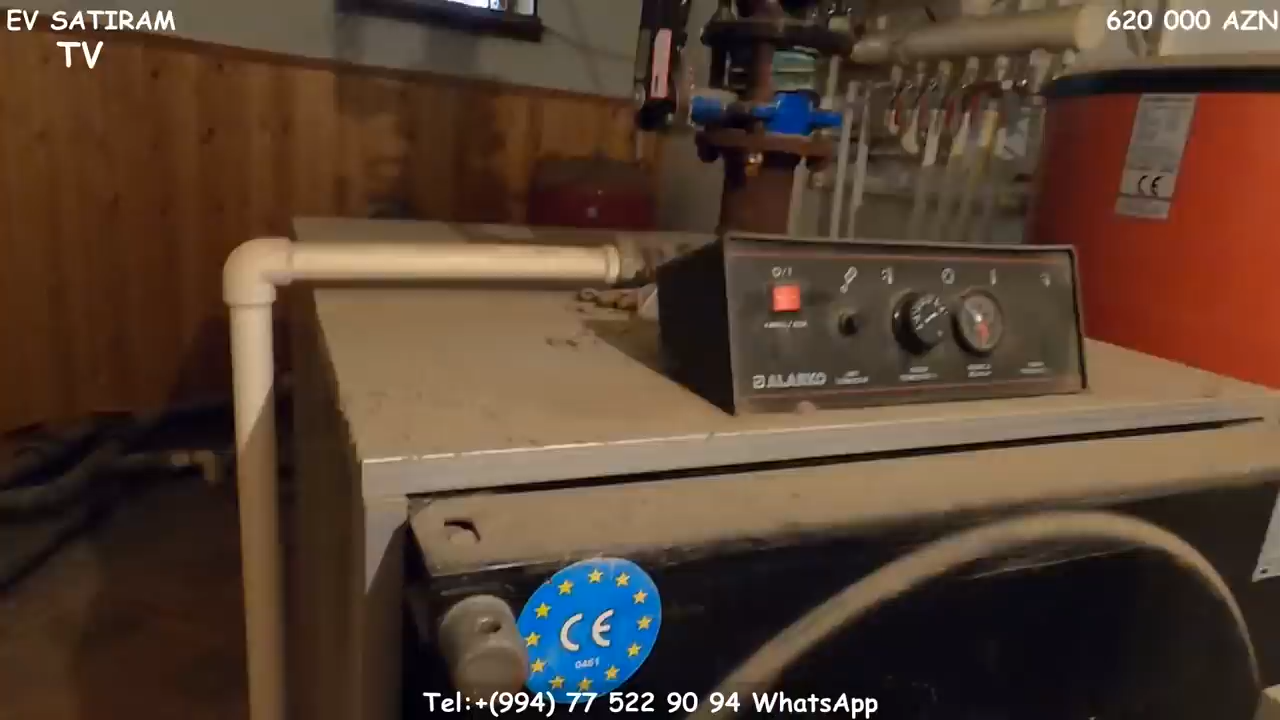 EV SATIRAM
TV
620 000 AZN
CE
O/I
ALARKO
CE
0461
Tel:+(994) 77 522 90 94 WhatsApp